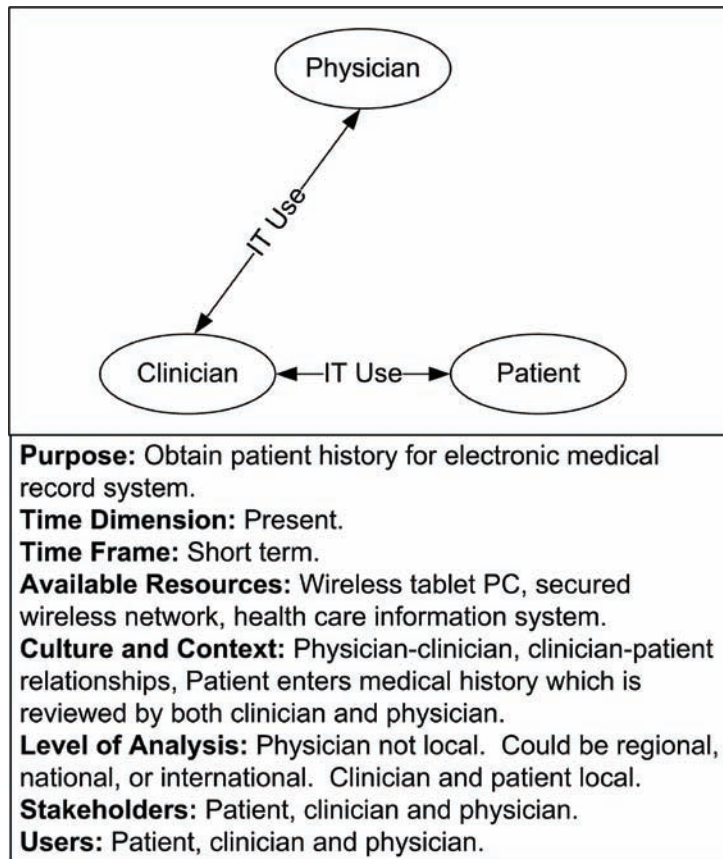 Physician
IT Use
Clinician
IT Use
Patient
Purpose: Obtain patient history for electronic medical
record system.
Time Dimension: Present.
Time Frame: Short term.
Available Resources: Wireless tablet PC, secured
wireless network, health care information system.
Culture and Context: Physician-clinician, clinician-patient
relationships, Patient enters medical history which is
reviewed by both clinician and physician.
Level of Analysis: Physician not local.  Could be regional,
national, or international.  Clinician and patient local.
Stakeholders: Patient, clinician and physician.
Users: Patient, clinician and physician.